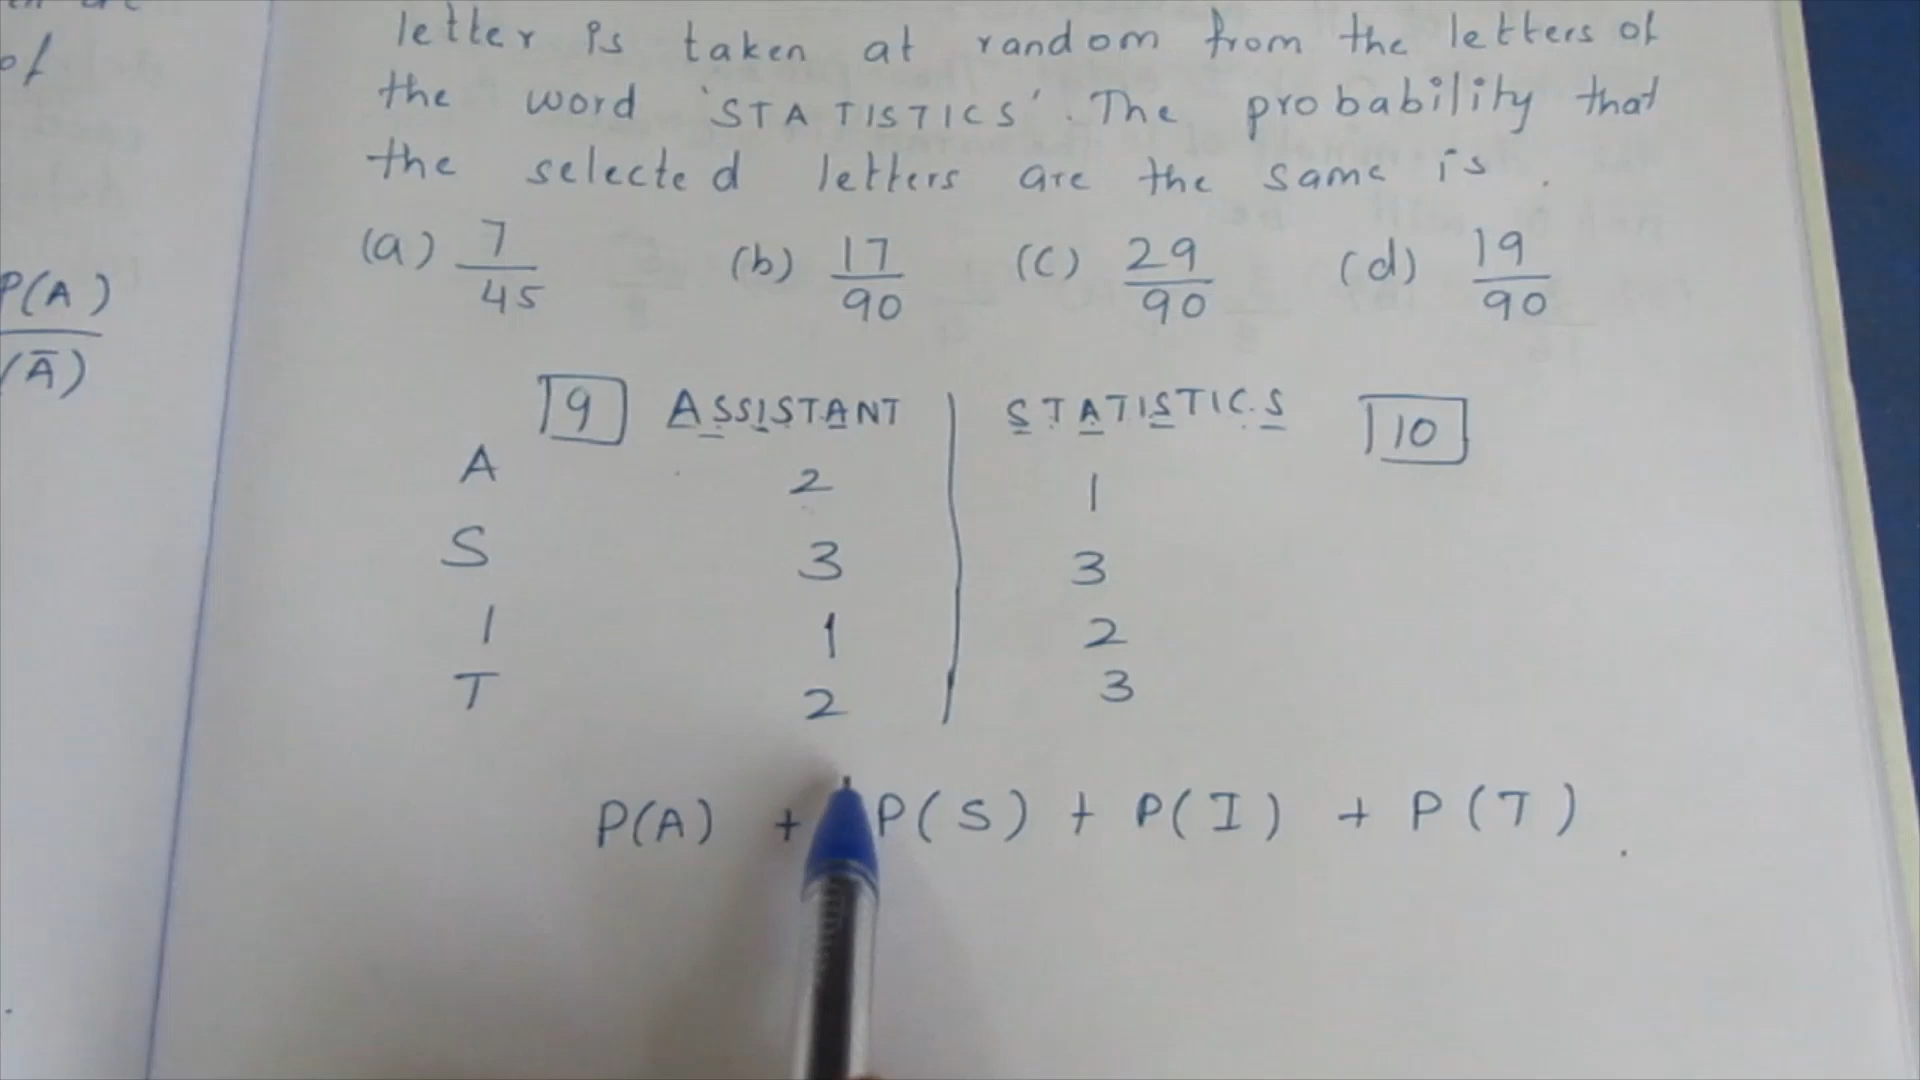 of
P(A)
(Ā)
letter is taken at random from the letters of
the word 'STATISTICS'. The probability that
the selected letters are the same is .
(a) 7/45 (b) 17/90 (c) 29/90 (d) 19/90
9 ASSISTANT STATISTICS 10
A 2 1
S 3 3
I 1 2
T 2 3
P(A) + P(S) + P(I) + P(T) .